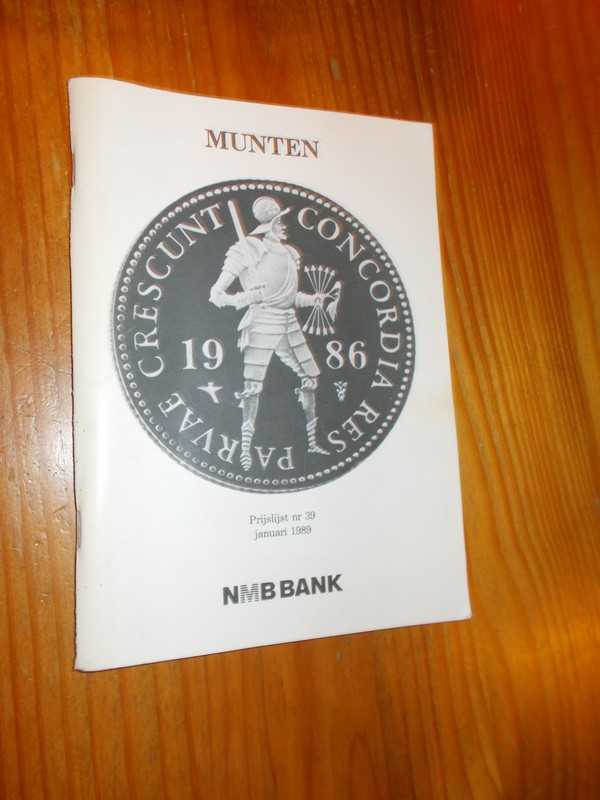 MUNTEN
CONCORDIA RES PARVAE CRESCUNT
19 86
Prijslijst nr 39
januari 1989
NMB BANK